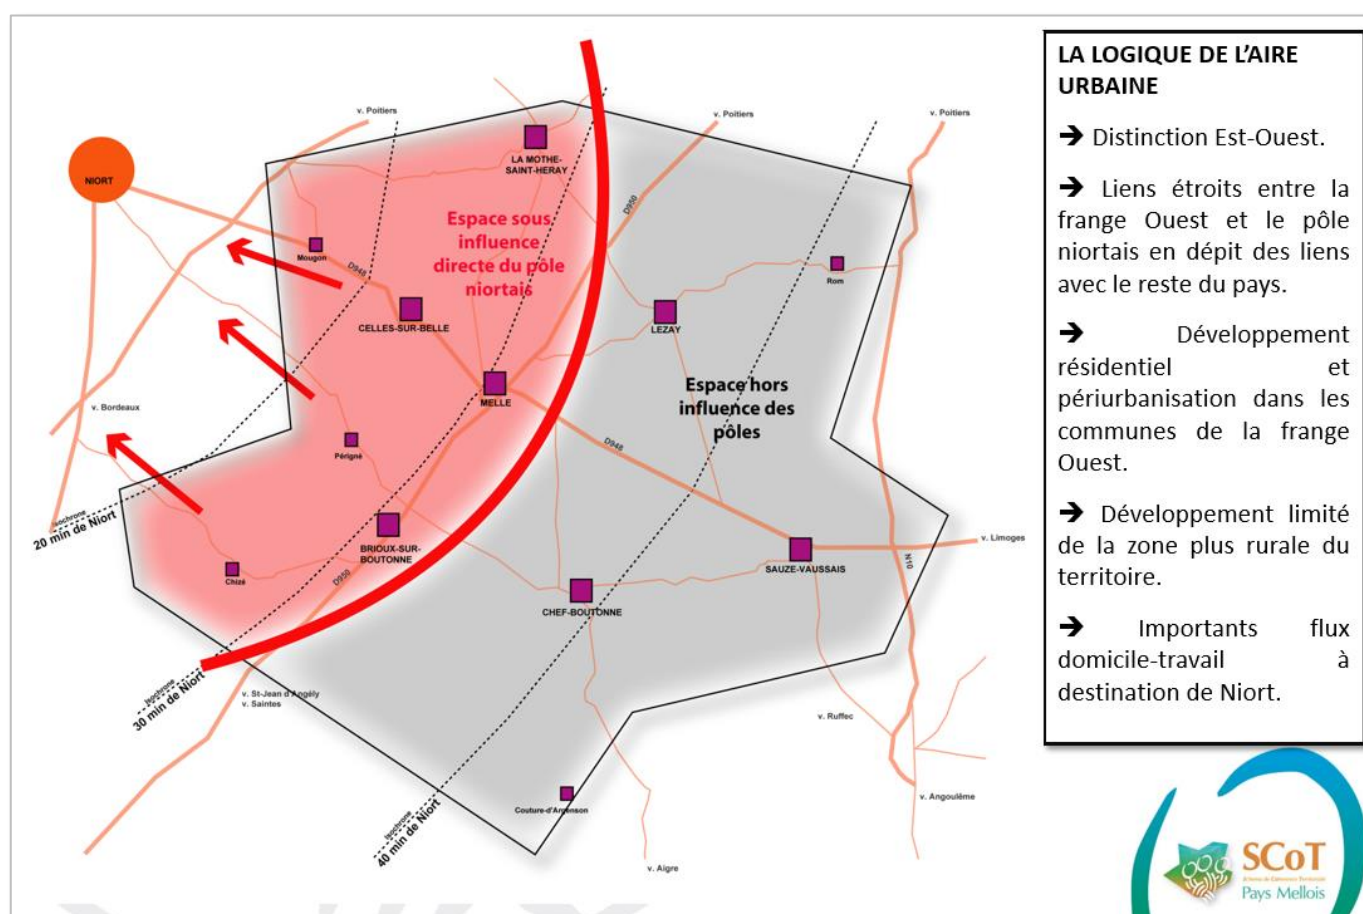 v. Poitiers
v. Poitiers
v. Poitiers
NIORT
LA MOTHE-
SAINT-HERAY
D950
Espace sous
influence
directe du pôle
niortais
Mougon
D948
Rom
CELLES-SUR-BELLE
LEZAY
MELLE
Espace hors
influence des
pôles
v. Bordeaux
Périgné
D948
Isochrone
20 min de Niort
BRIOUX-SUR-
BOUTONNE
v. Limoges
Chizé
D950
SAUZE-VAUSSAIS
N10
CHEF-BOUTONNE
Isochrone
30 min de Niort
v. St-Jean d'Angély
v. Saintes
v. Ruffec
Couture-d'Argenson
v. Angoulême
Isochrone
40 min de Niort
v. Aigre
LA LOGIQUE DE L'AIRE
URBAINE
➔ Distinction Est-Ouest.
➔ Liens étroits entre la
frange Ouest et le pôle
niortais en dépit des liens
avec le reste du pays.
➔ Développement
résidentiel et
périurbanisation dans les
communes de la frange
Ouest.
➔ Développement limité
de la zone plus rurale du
territoire.
➔ Importants flux
domicile-travail à
destination de Niort.
SCoT
Schéma de Cohérence Territoriale
Pays Mellois